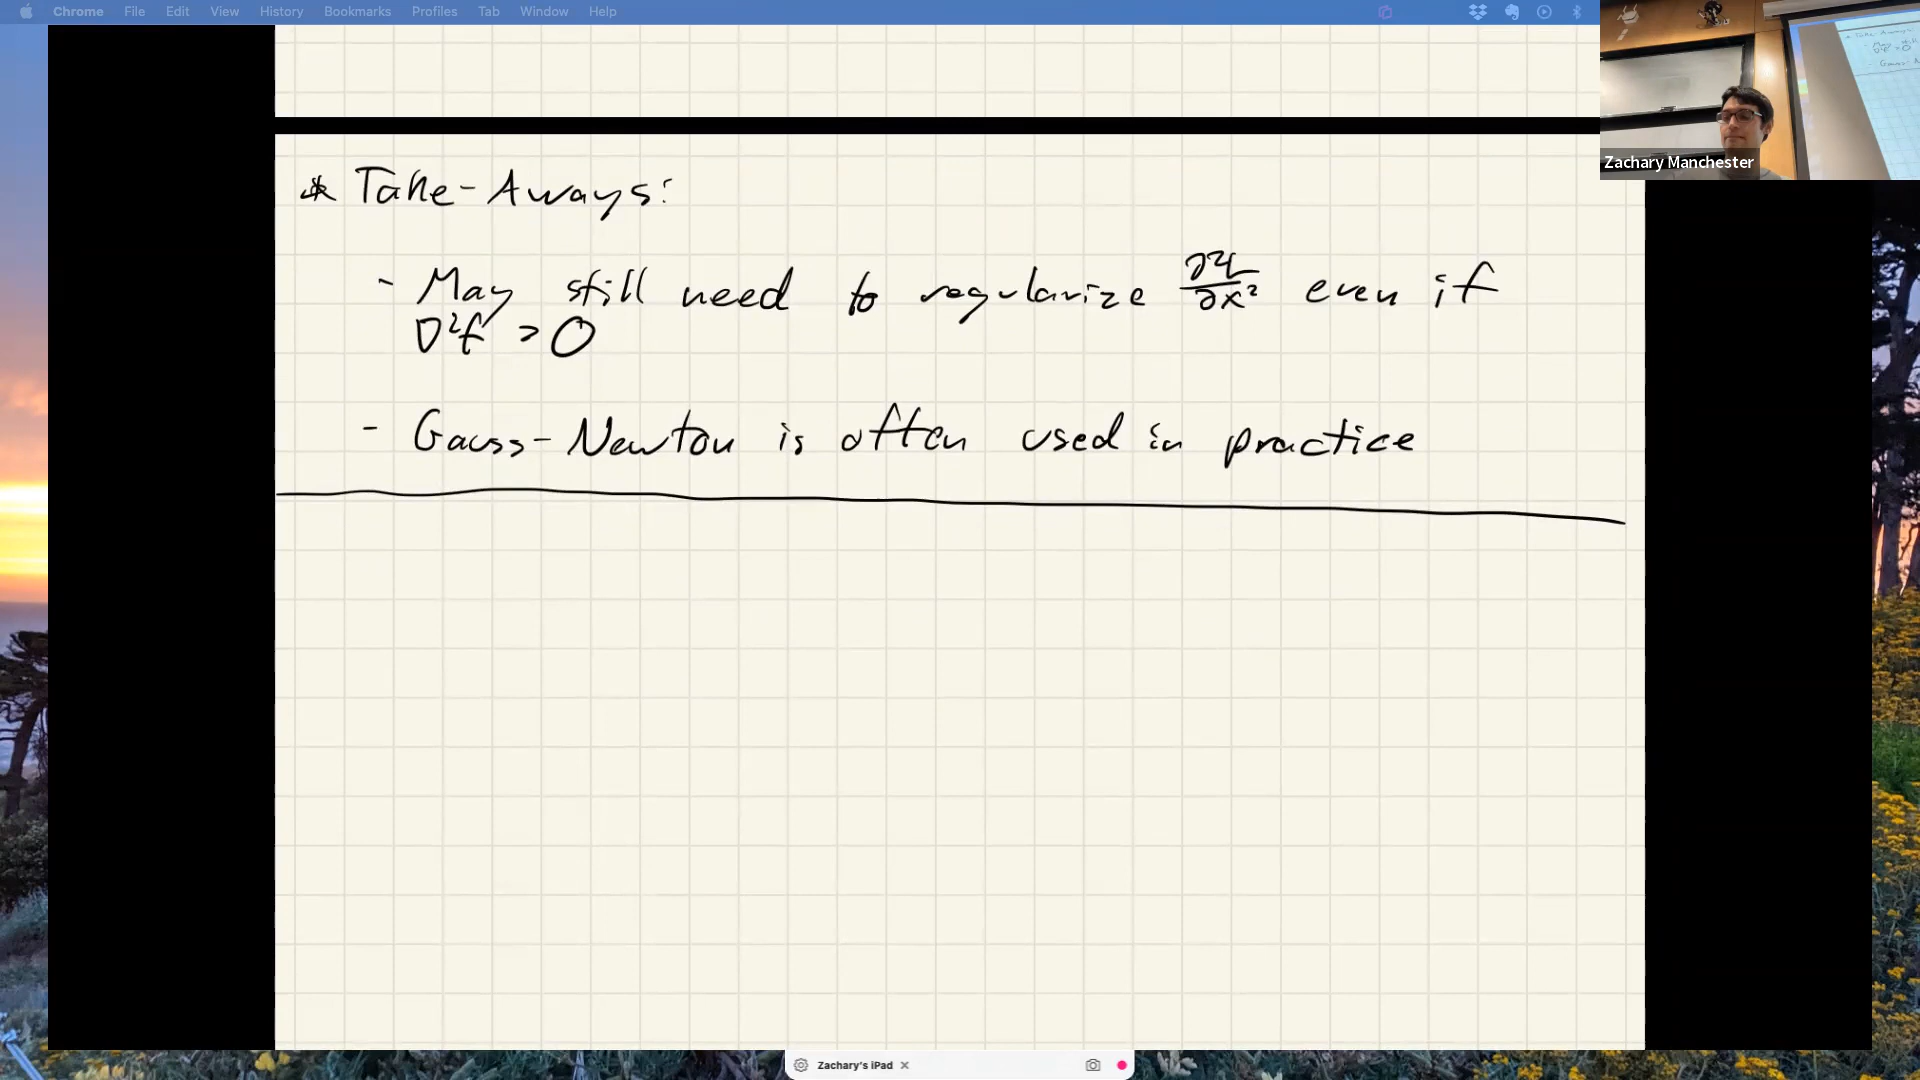 Chrome File Edit View History Bookmarks Profiles Tab Window Help
Zachary Manchester
* Take-Aways:
- May still need to regularize ∂²L/∂x² even if
∇²f > 0
- Gauss-Newton is often used in practice
Zachary's iPad